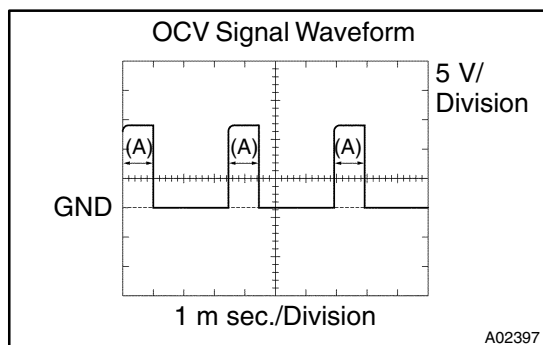 OCV Signal Waveform
5 V/
Division
(A) (A) (A)
GND
1 m sec./Division
A02397